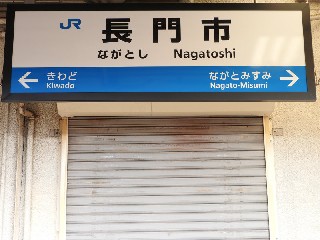 JR 長門市
ながとし Nagatoshi
← きわど ながとみすみ →
Kiwado Nagato-Misumi